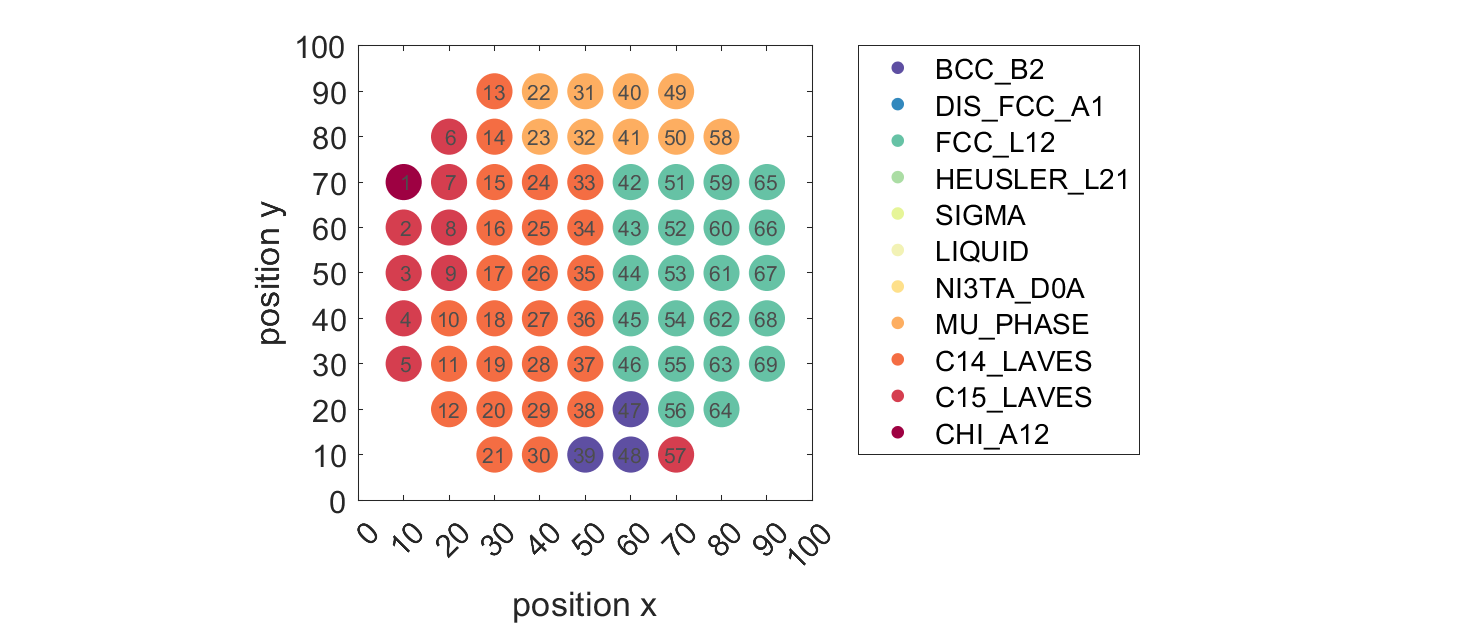 100
90
80
70
60
50
40
30
20
10
0
position y
13 22 31 40 49
6 14 23 32 41 50 58
1 7 15 24 33 42 51 59 65
2 8 16 25 34 43 52 60 66
3 9 17 26 35 44 53 61 67
4 10 18 27 36 45 54 62 68
5 11 19 28 37 46 55 63 69
12 20 29 38 47 56 64
21 30 39 48 57
0 10 20 30 40 50 60 70 80 90 100
position x
BCC_B2
DIS_FCC_A1
FCC_L12
HEUSLER_L21
SIGMA
LIQUID
NI3TA_D0A
MU_PHASE
C14_LAVES
C15_LAVES
CHI_A12